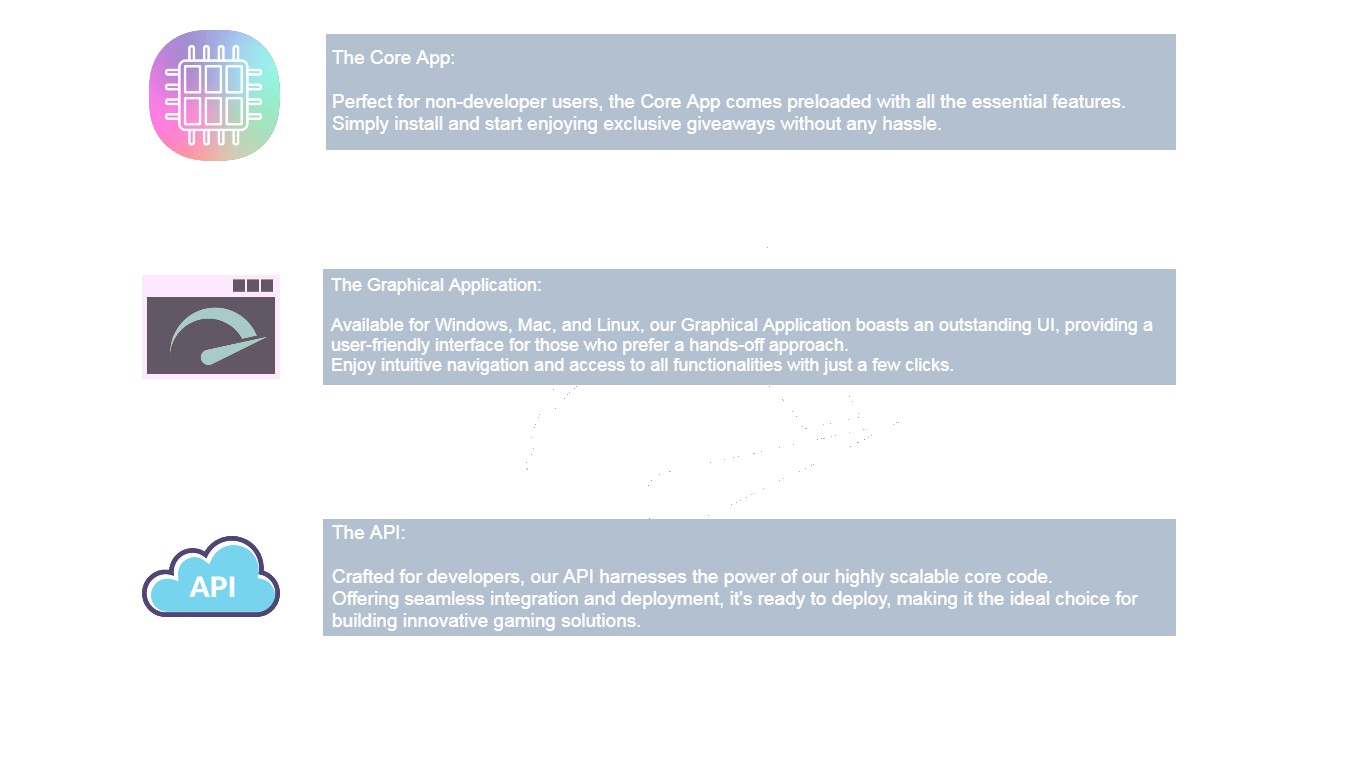 The Core App:
Perfect for non-developer users, the Core App comes preloaded with all the essential features.
Simply install and start enjoying exclusive giveaways without any hassle.
The Graphical Application:
Available for Windows, Mac, and Linux, our Graphical Application boasts an outstanding UI, providing a
user-friendly interface for those who prefer a hands-off approach.
Enjoy intuitive navigation and access to all functionalities with just a few clicks.
The API:
API
Crafted for developers, our API harnesses the power of our highly scalable core code.
Offering seamless integration and deployment, it's ready to deploy, making it the ideal choice for
building innovative gaming solutions.